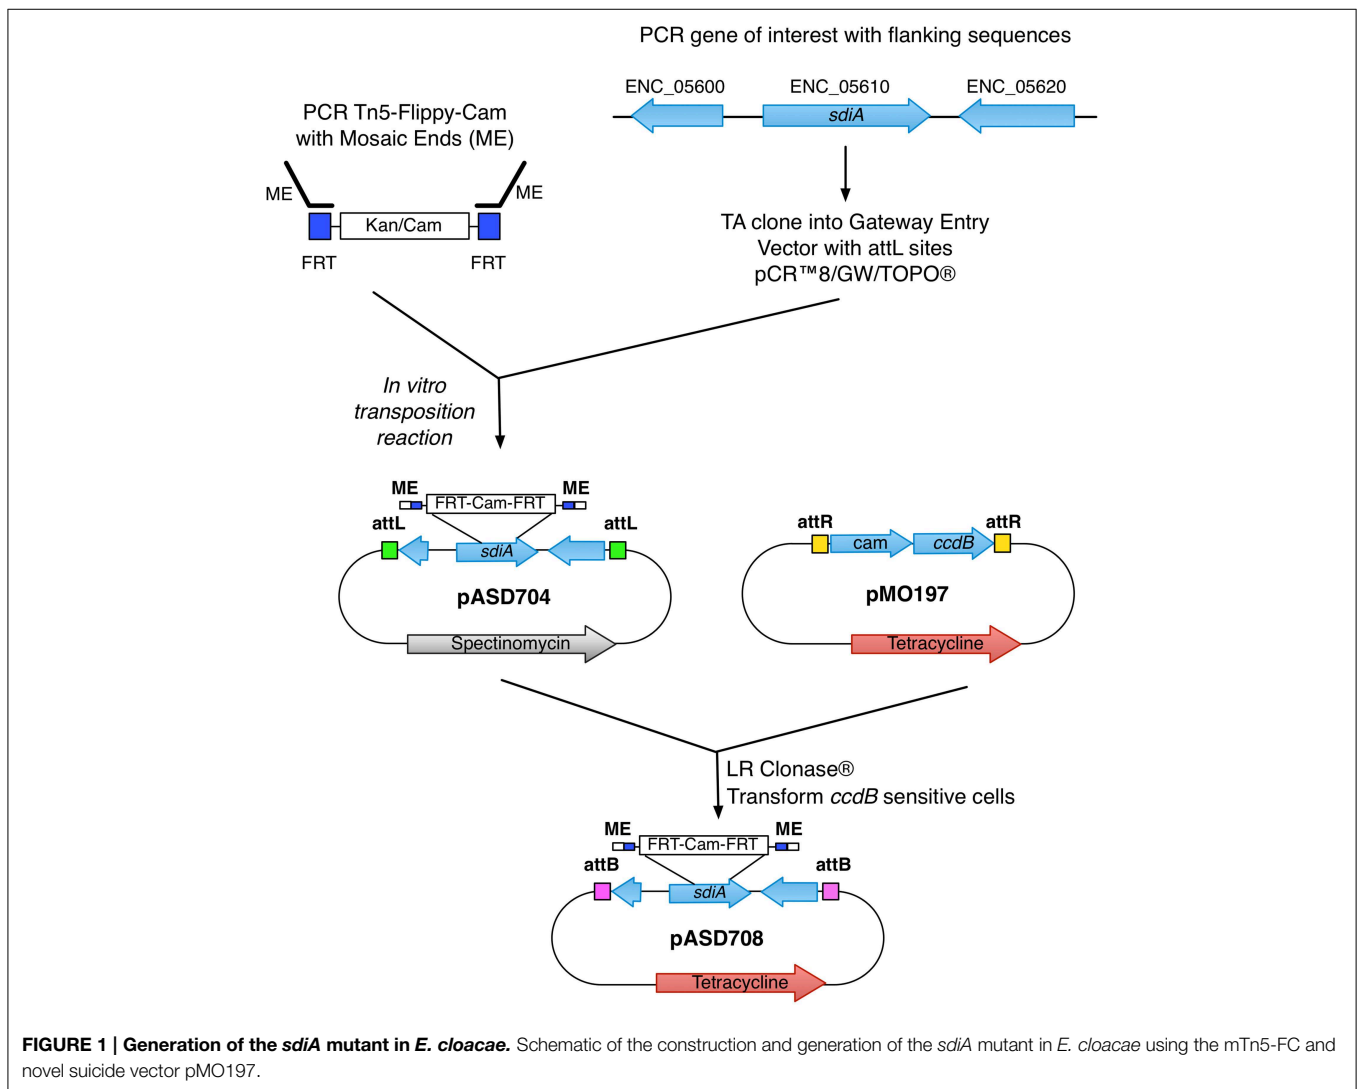 PCR gene of interest with flanking sequences
ENC_05600 ENC_05610 ENC_05620
sdiA
PCR Tn5-Flippy-Cam
with Mosaic Ends (ME)
ME ME
Kan/Cam
FRT FRT
TA clone into Gateway Entry
Vector with attL sites
pCR™8/GW/TOPO®
In vitro
transposition
reaction
ME ME
FRT-Cam-FRT
attL attL
sdiA
pASD704
Spectinomycin
attR attR
cam ccdB
pMO197
Tetracycline
LR Clonase®
Transform ccdB sensitive cells
ME ME
FRT-Cam-FRT
attB attB
sdiA
pASD708
Tetracycline
FIGURE 1 | Generation of the sdiA mutant in E. cloacae. Schematic of the construction and generation of the sdiA mutant in E. cloacae using the mTn5-FC and
novel suicide vector pMO197.